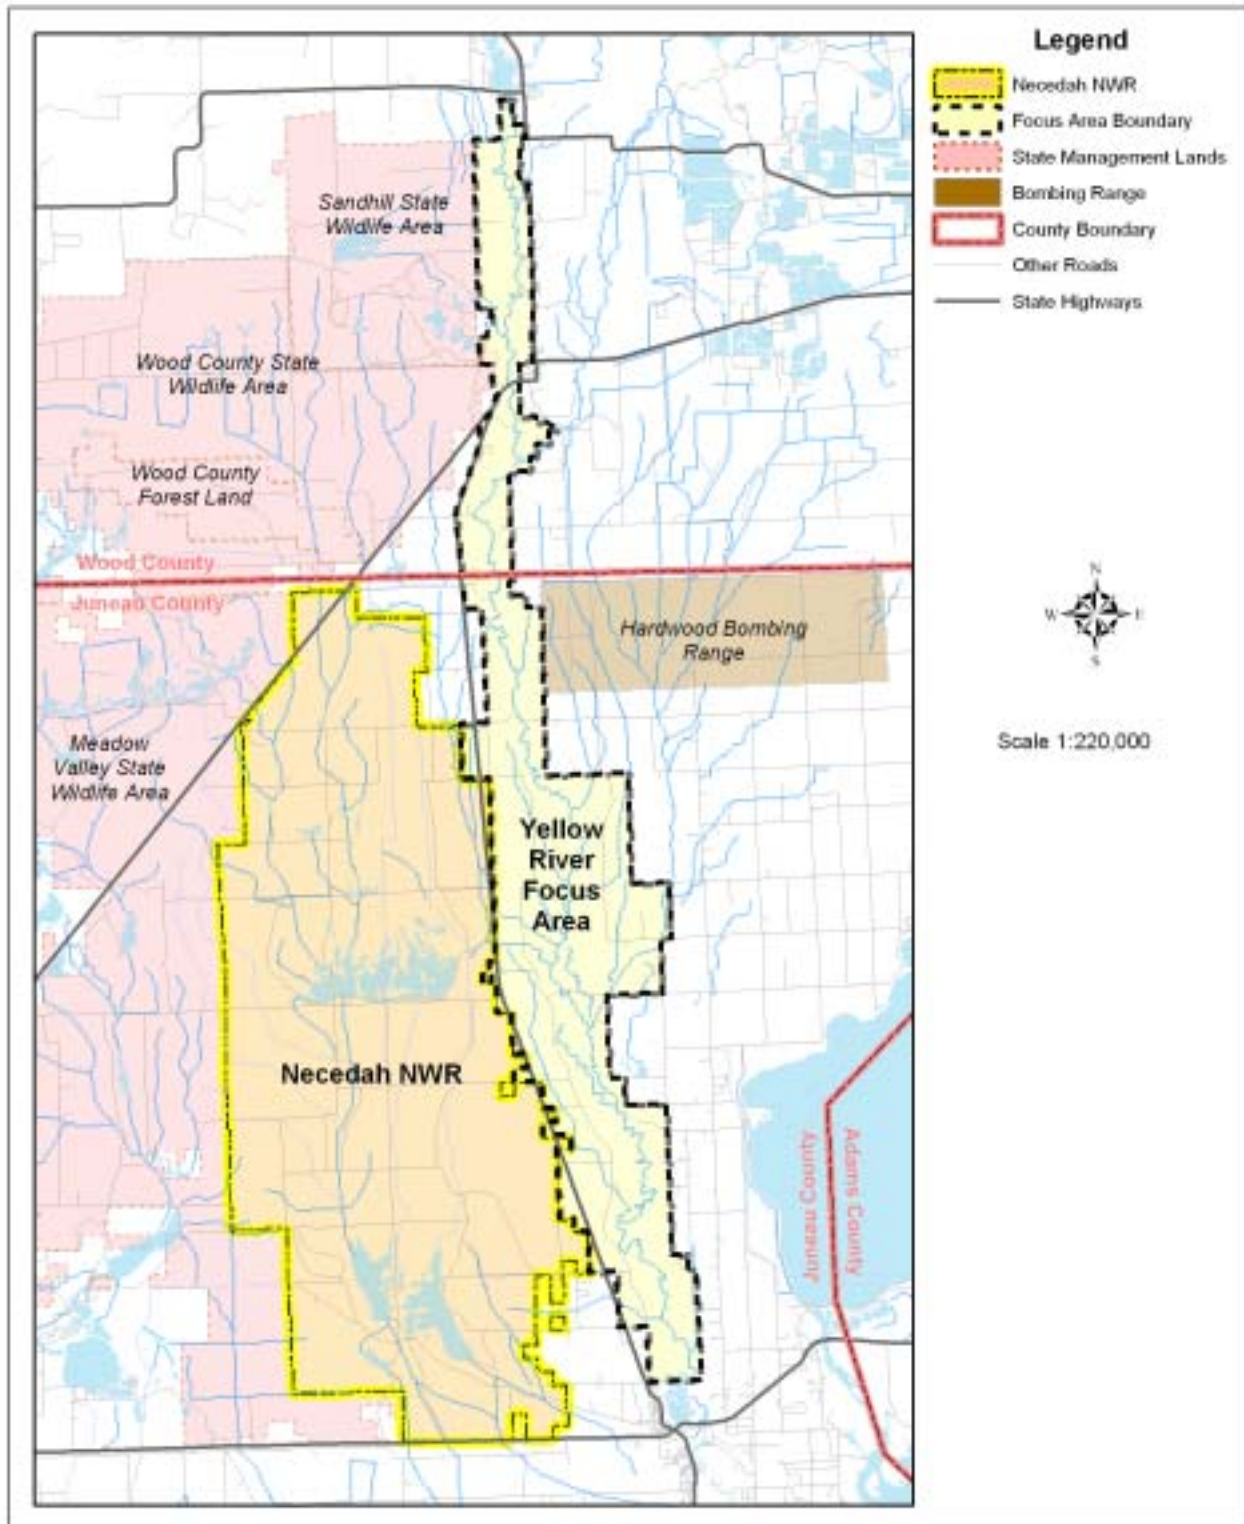 Legend
Necedah NWR
Focus Area Boundary
State Management Lands
Bombing Range
County Boundary
Other Roads
State Highways
Sandhill State
Wildlife Area
Wood County State
Wildlife Area
Wood County
Forest Land
Wood County
Juneau County
Hardwood Bombing
Range
N
W
E
S
Scale 1:220,000
Meadow
Valley State
Wildlife Area
Yellow
River
Focus
Area
Necedah NWR
Juneau County
Adams County